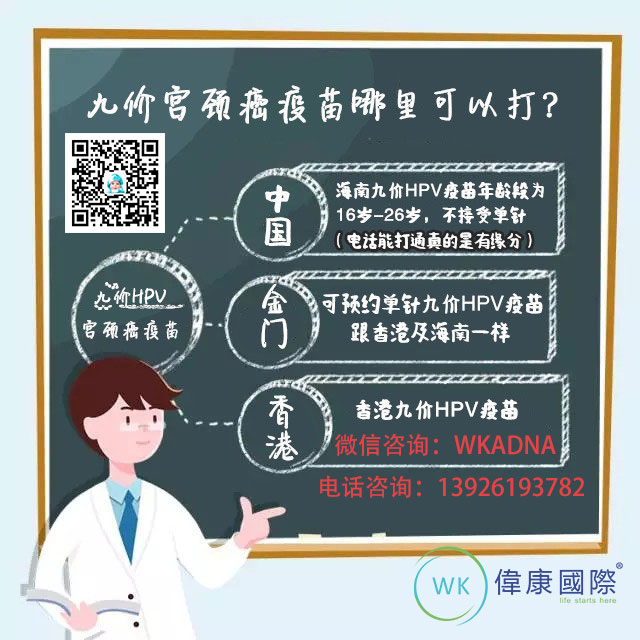 九价宫颈癌疫苗哪里可以打?
中国
海南九价HPV疫苗年龄段为
16岁-26岁，不接受单针
(电话能打通真的是有缘分)
九价HPV
宫颈癌疫苗
金门
可预约单针九价HPV疫苗
跟香港及海南一样
香港
香港九价HPV疫苗
微信咨询：WKADNA
电话咨询：13926193782
WK 偉康國際®
life starts here